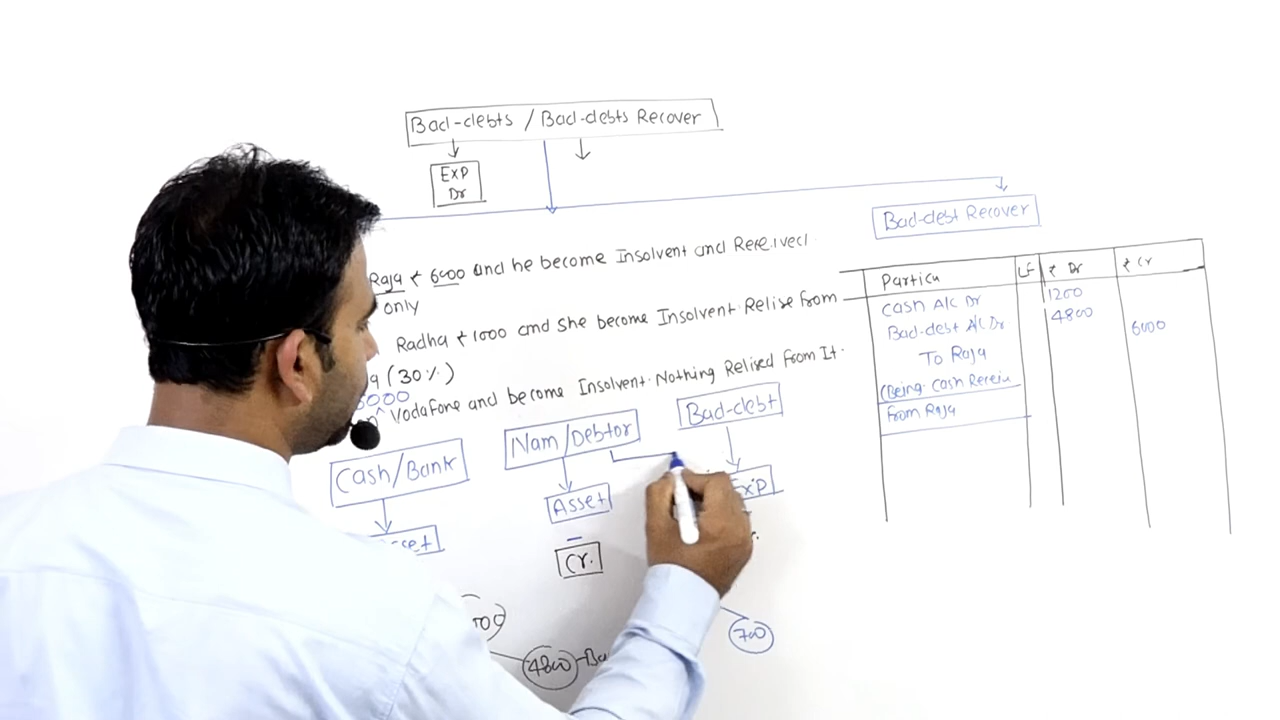 Bad-debts / Bad-debts Recover
Exp
Dr
Bad-debt Recover
Raja ₹ 6000 and he become Insolvent and Received
only
Radha ₹ 1000 and she become Insolvent. Relise from
(30%)
Vodafone and become Insolvent. Nothing Relised from It.
Cash/Bank
Nam/Debtor
Asset
Cr.
Bad-debt
Exp
4800
700
Particu LF ₹ Dr ₹ Cr
Cash A/c Dr 1200
Bad-debt A/c Dr 4800
To Raja 6000
(Being Cash Receiv
From Raja